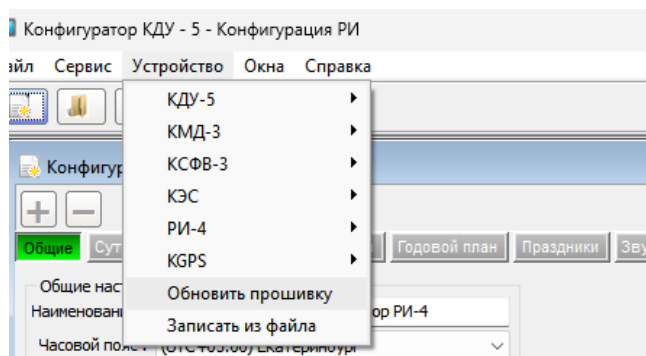 Конфигуратор КДУ - 5 - Конфигурация РИ
айл Сервис Устройство Окна Справка
КДУ-5
КМД-3
Конфигур
КСФВ-3
КЭС
РИ-4
Общие Сут Годовой план Праздники Зву
KGPS
Общие наст
Обновить прошивку
Наименовани ор РИ-4
Записать из файла
Часовой пояс